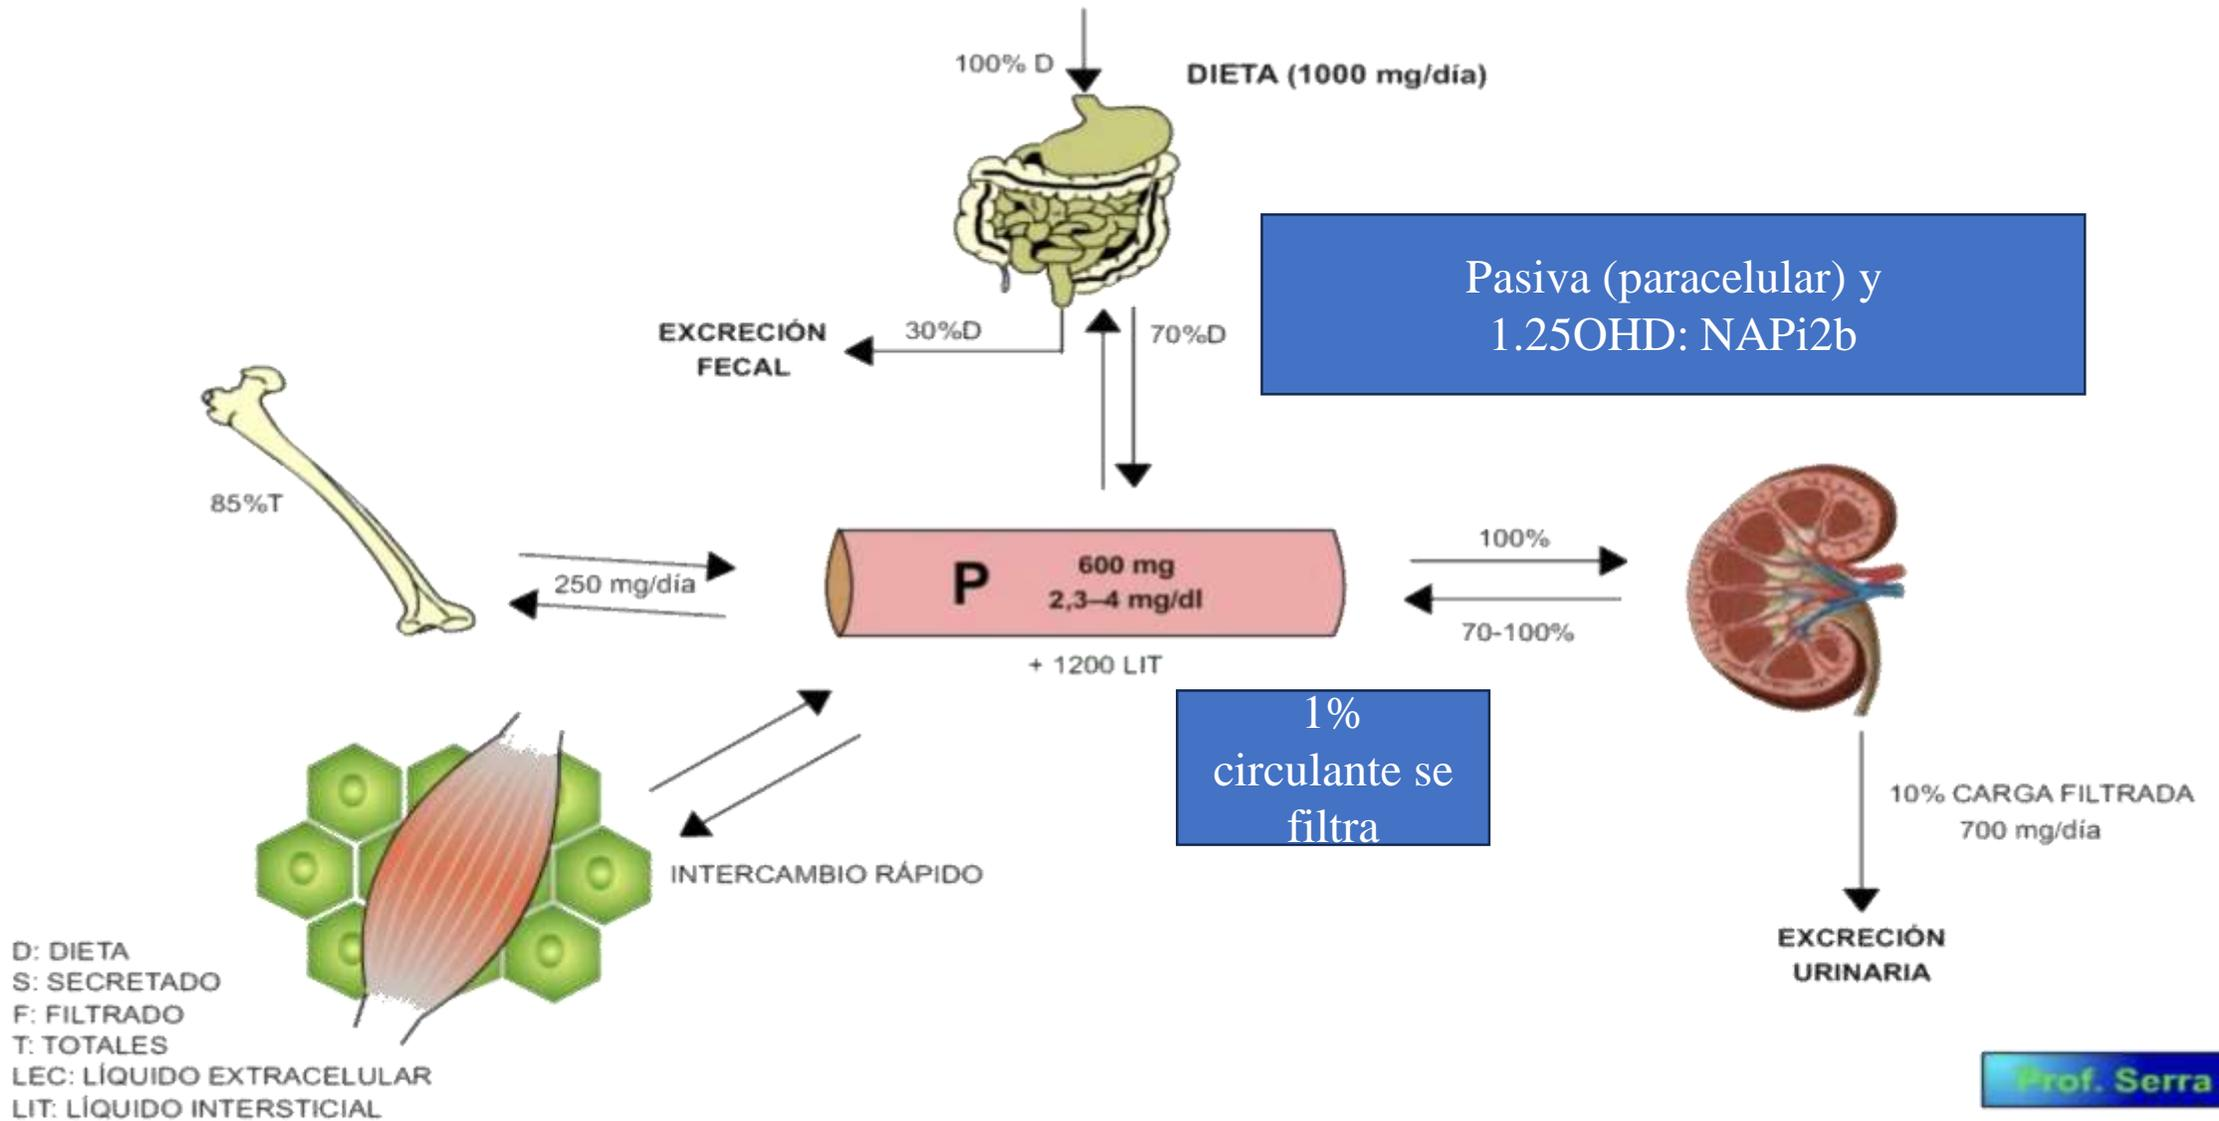 100% D
DIETA (1000 mg/día)
Pasiva (paracelular) y
1.25OHD: NAPi2b
EXCRECIÓN
FECAL
30%D
70%D
85%T
250 mg/día
P
600 mg
2,3–4 mg/dl
+ 1200 LIT
100%
70-100%
1%
circulante se
filtra
10% CARGA FILTRADA
700 mg/día
INTERCAMBIO RÁPIDO
EXCRECIÓN
URINARIA
D: DIETA
S: SECRETADO
F: FILTRADO
T: TOTALES
LEC: LÍQUIDO EXTRACELULAR
LIT: LÍQUIDO INTERSTICIAL
Prof. Serra